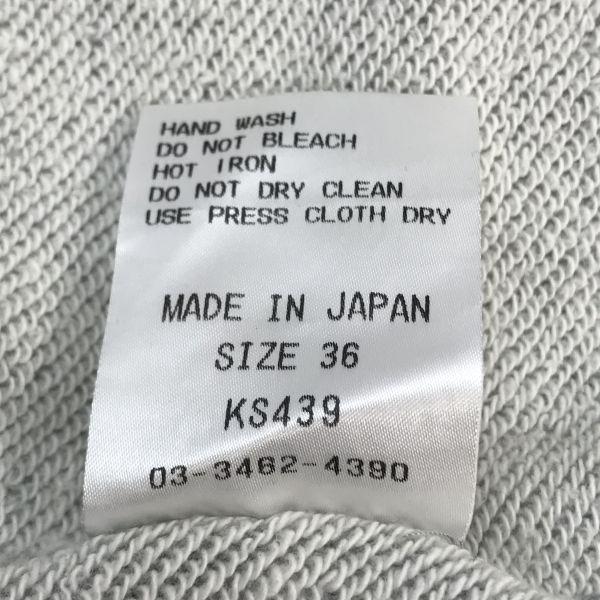 HAND WASH
DO NOT BLEACH
HOT IRON
DO NOT DRY CLEAN
USE PRESS CLOTH DRY
MADE IN JAPAN
SIZE 36
KS439
03-3462-4390